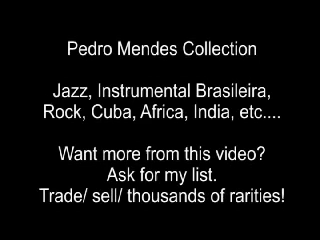 Pedro Mendes Collection
Jazz, Instrumental Brasileira,
Rock, Cuba, Africa, India, etc....
Want more from this video?
Ask for my list.
Trade/ sell/ thousands of rarities!